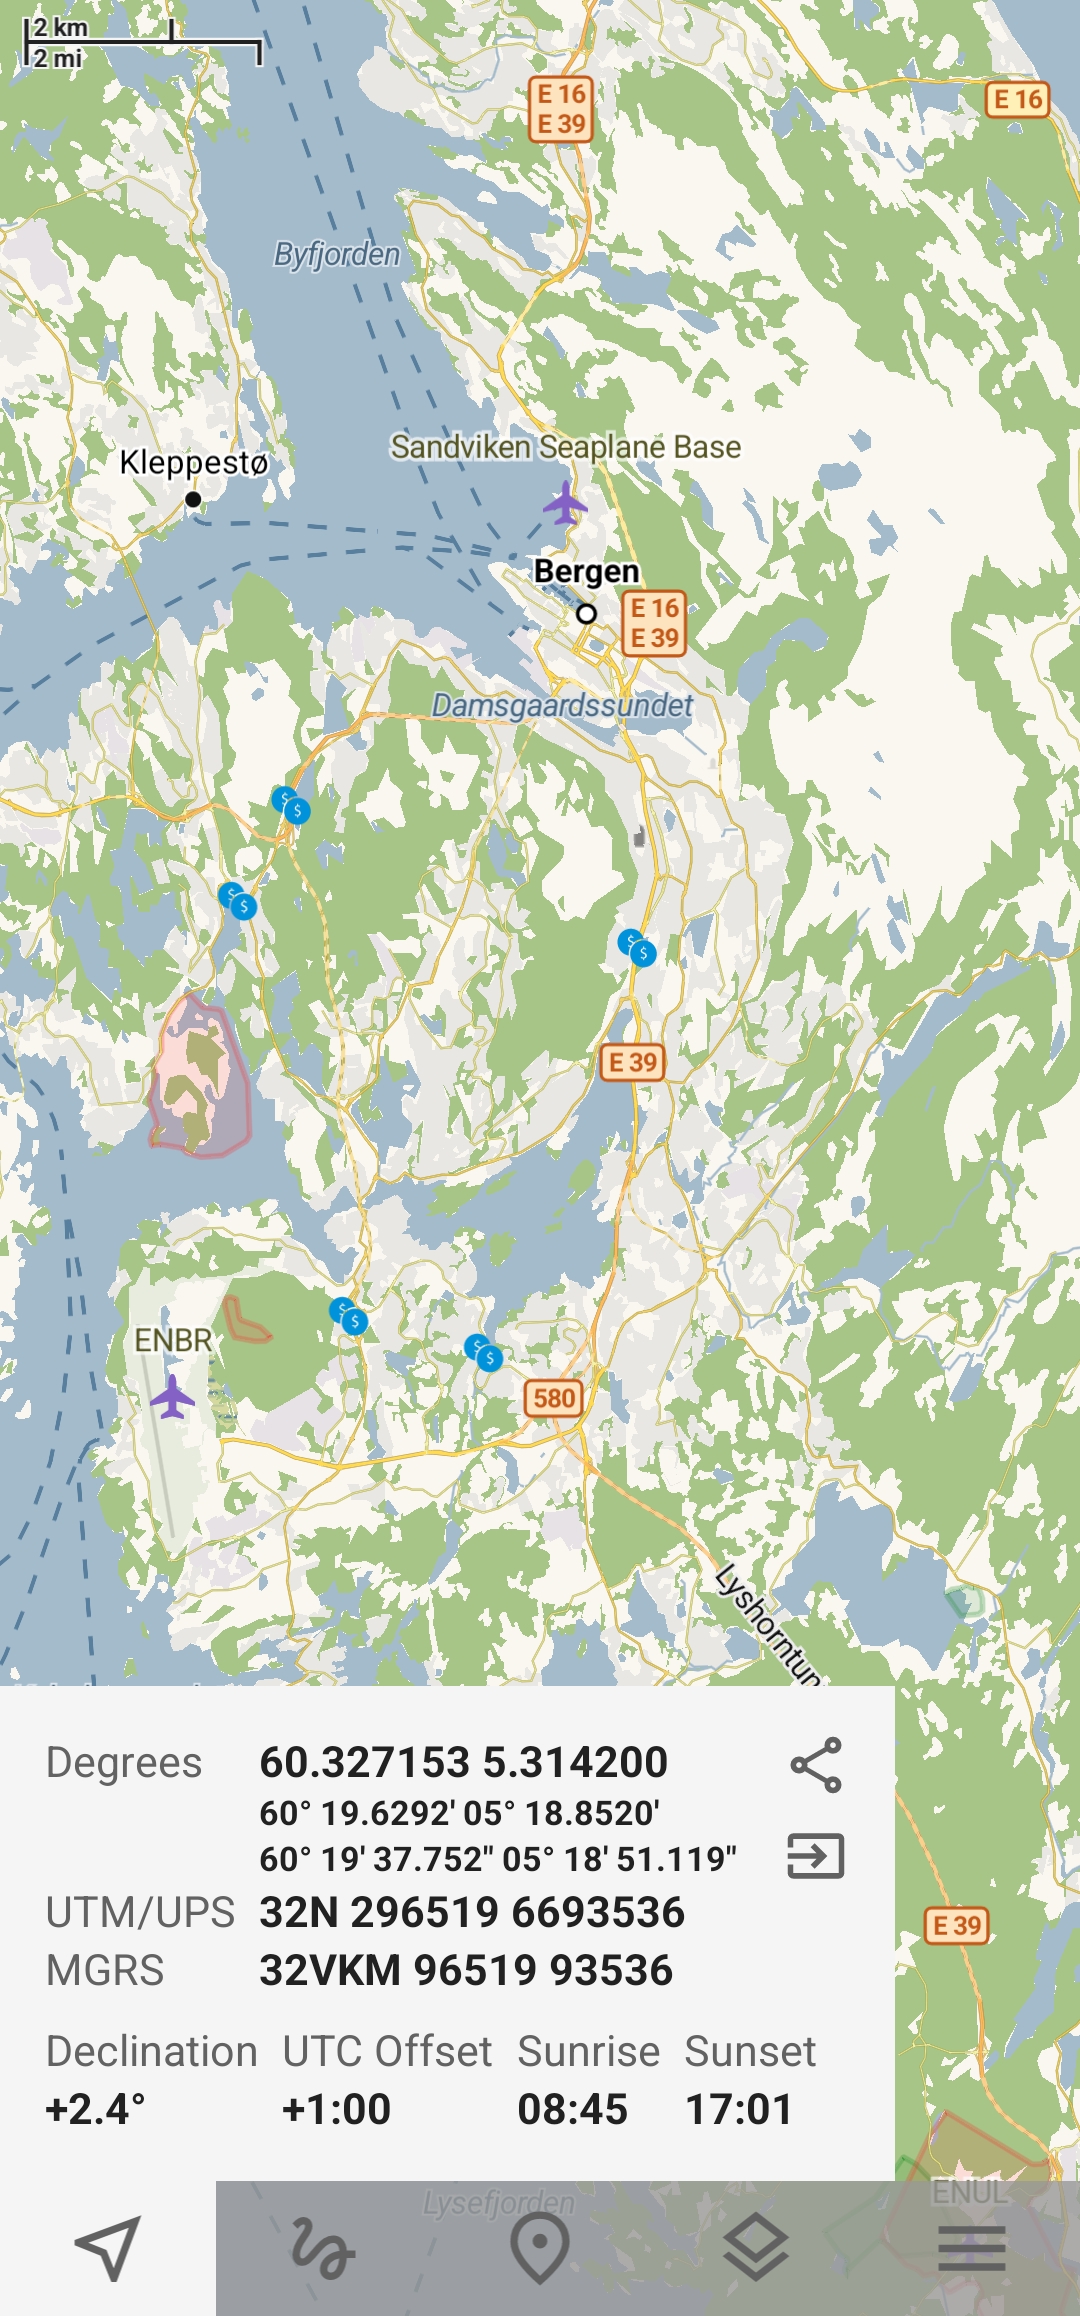 2 km
2 mi
E 16
E 39
E 16
Byfjorden
Sandviken Seaplane Base
Kleppestø
Bergen
E 16
E 39
Damsgaardssundet
$
$
$
$
$
$
E 39
ENBR
$
$
$
$
580
Lyshorntun
Degrees
60.327153 5.314200
60° 19.6292' 05° 18.8520'
60° 19' 37.752" 05° 18' 51.119"
UTM/UPS 32N 296519 6693536
MGRS 32VKM 96519 93536
E 39
Declination UTC Offset Sunrise Sunset
+2.4° +1:00 08:45 17:01
Lysefjorden
ENUL